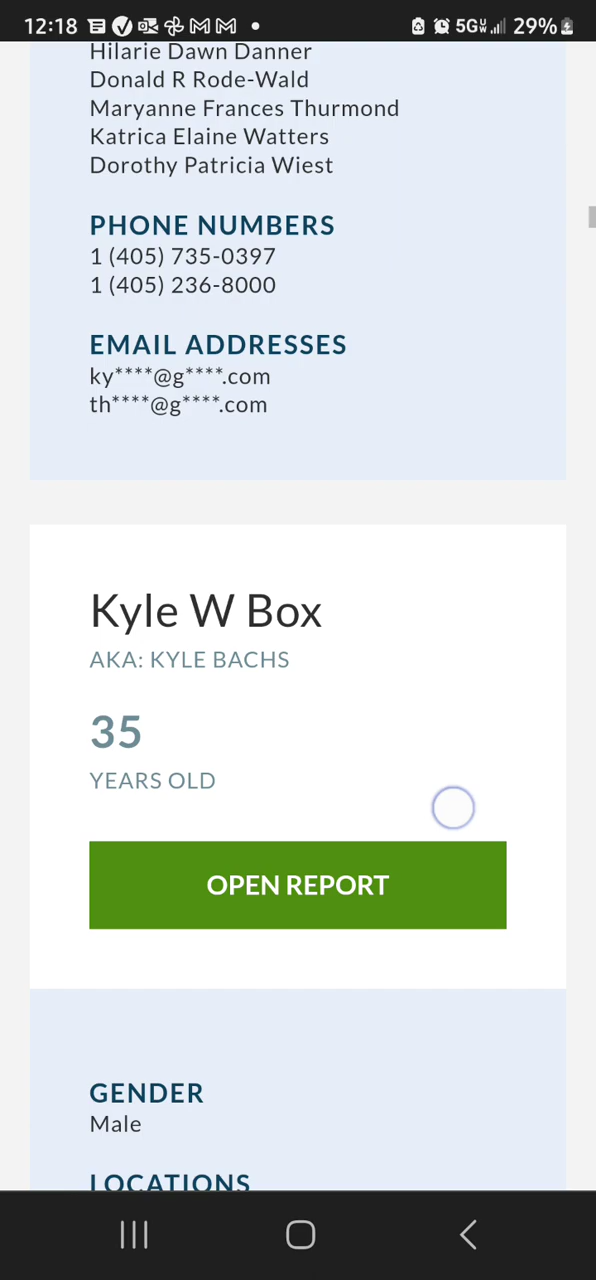 12:18
5G 29%
Hilarie Dawn Danner
Donald R Rode-Wald
Maryanne Frances Thurmond
Katrica Elaine Watters
Dorothy Patricia Wiest
PHONE NUMBERS
1 (405) 735-0397
1 (405) 236-8000
EMAIL ADDRESSES
ky****@g****.com
th****@g****.com
Kyle W Box
AKA: KYLE BACHS
35
YEARS OLD
OPEN REPORT
GENDER
Male
LOCATIONS